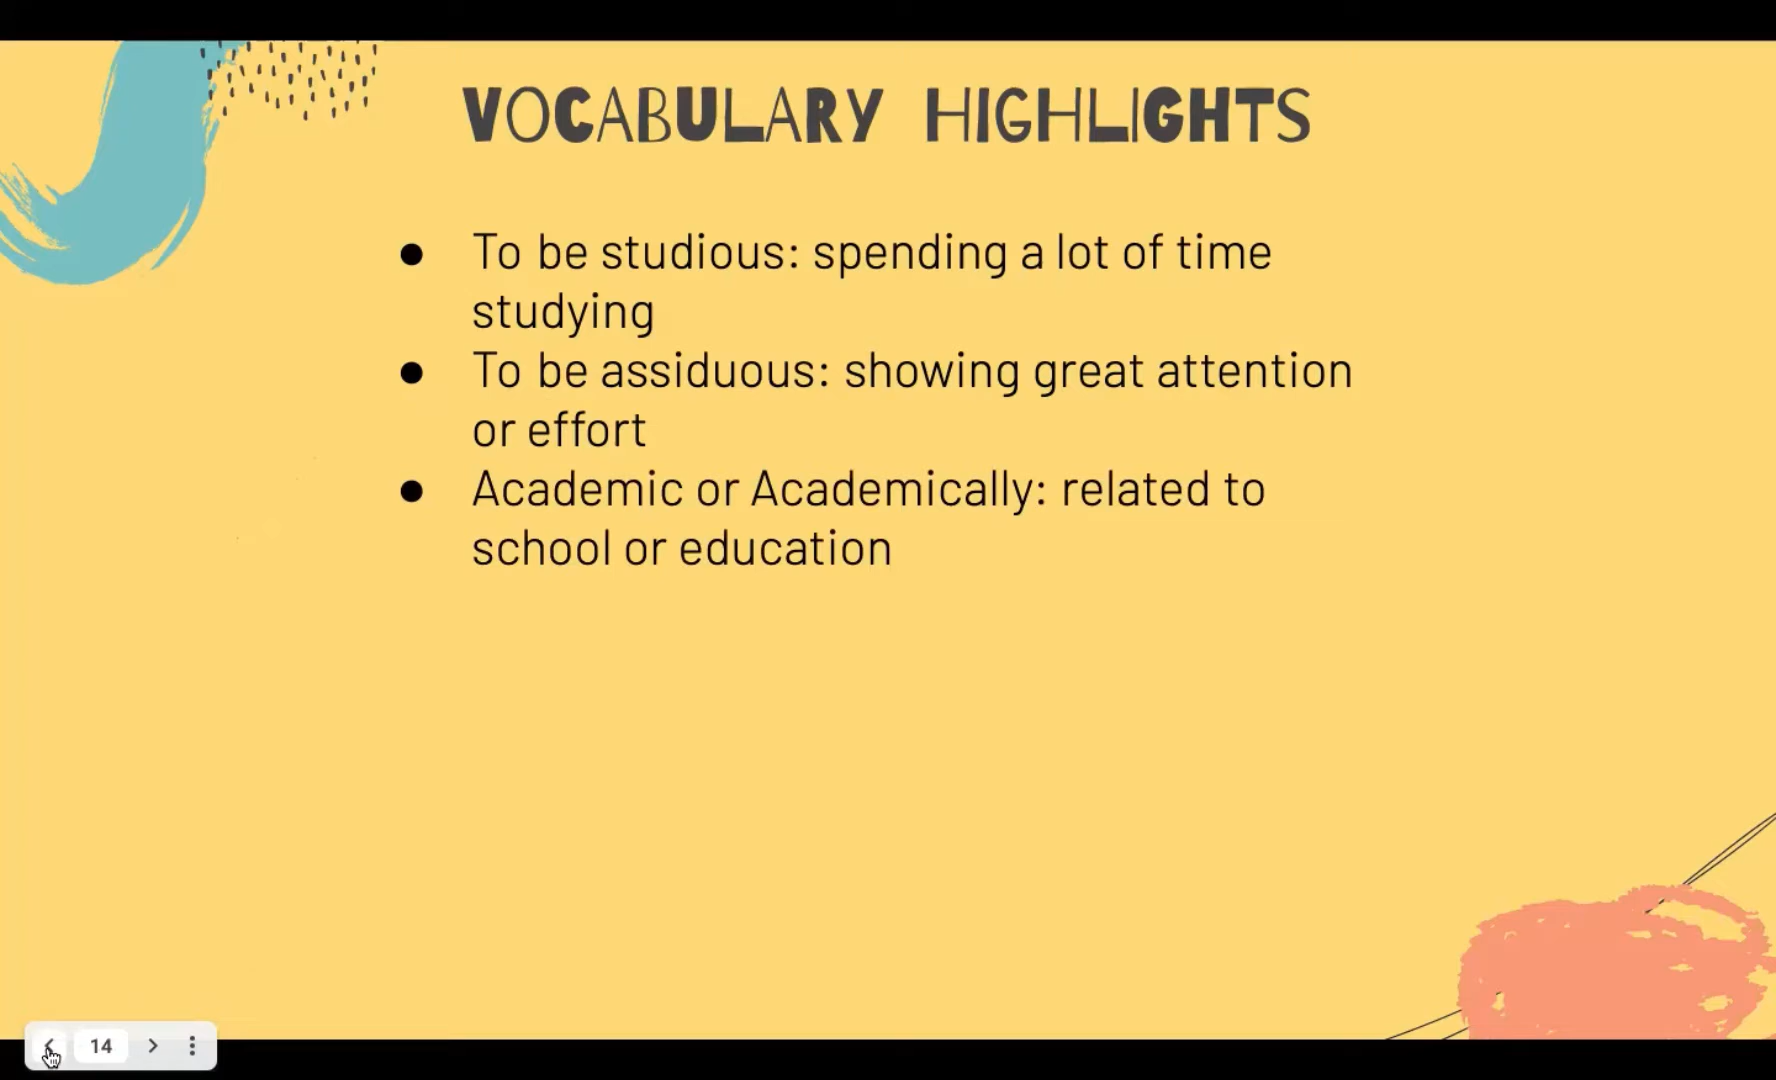 VOCABULARY HIGHLIGHTS
● To be studious: spending a lot of time
studying
● To be assiduous: showing great attention
or effort
● Academic or Academically: related to
school or education
14